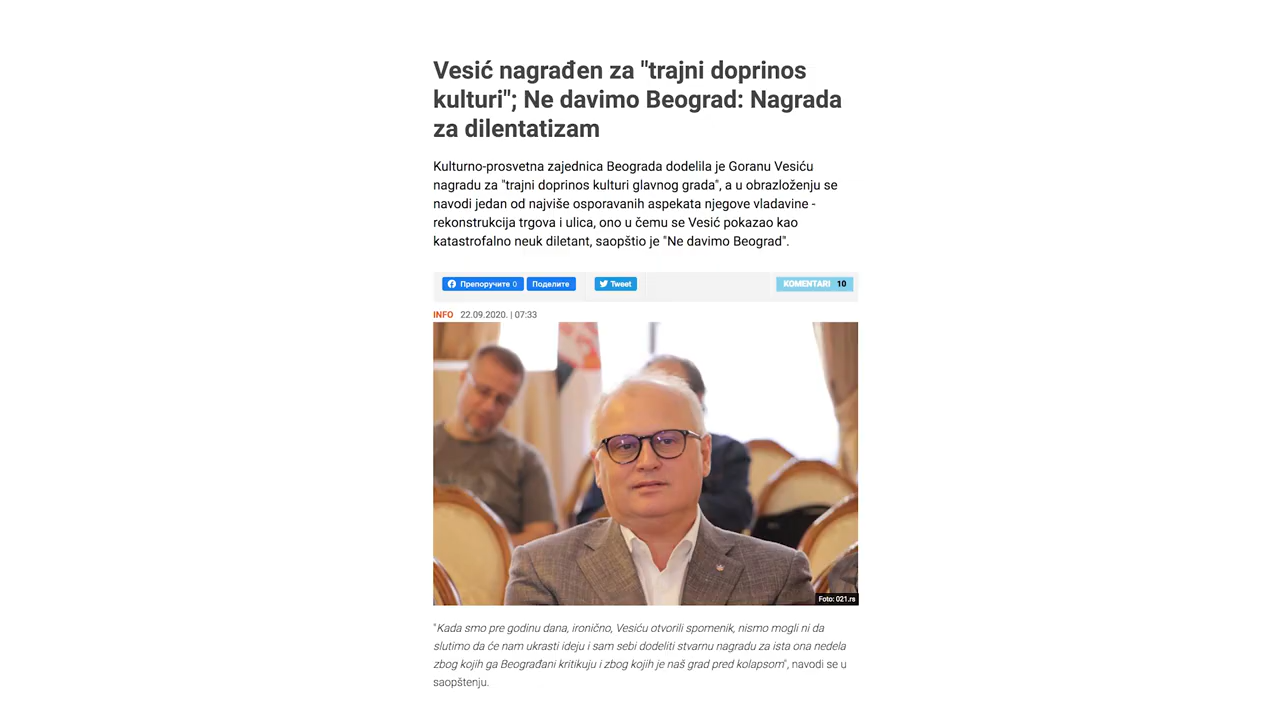 Vesić nagrađen za "trajni doprinos
kulturi"; Ne davimo Beograd: Nagrada
za dilentatizam
Kulturno-prosvetna zajednica Beograda dodelila je Goranu Vesiću
nagradu za "trajni doprinos kulturi glavnog grada", a u obrazloženju se
navodi jedan od najviše osporavanih aspekata njegove vladavine -
rekonstrukcija trgova i ulica, ono u čemu se Vesić pokazao kao
katastrofalno neuk diletant, saopštio je "Ne davimo Beograd".
Препоручите 0 Поделите Tweet KOMENTARI 10
INFO 22.09.2020. | 07:33
Foto: 021.rs
"Kada smo pre godinu dana, ironično, Vesiću otvorili spomenik, nismo mogli ni da
slutimo da će nam ukrasti ideju i sam sebi dodeliti stvarnu nagradu za ista ona nedela
zbog kojih ga Beograđani kritikuju i zbog kojih je naš grad pred kolapsom", navodi se u
saopštenju.